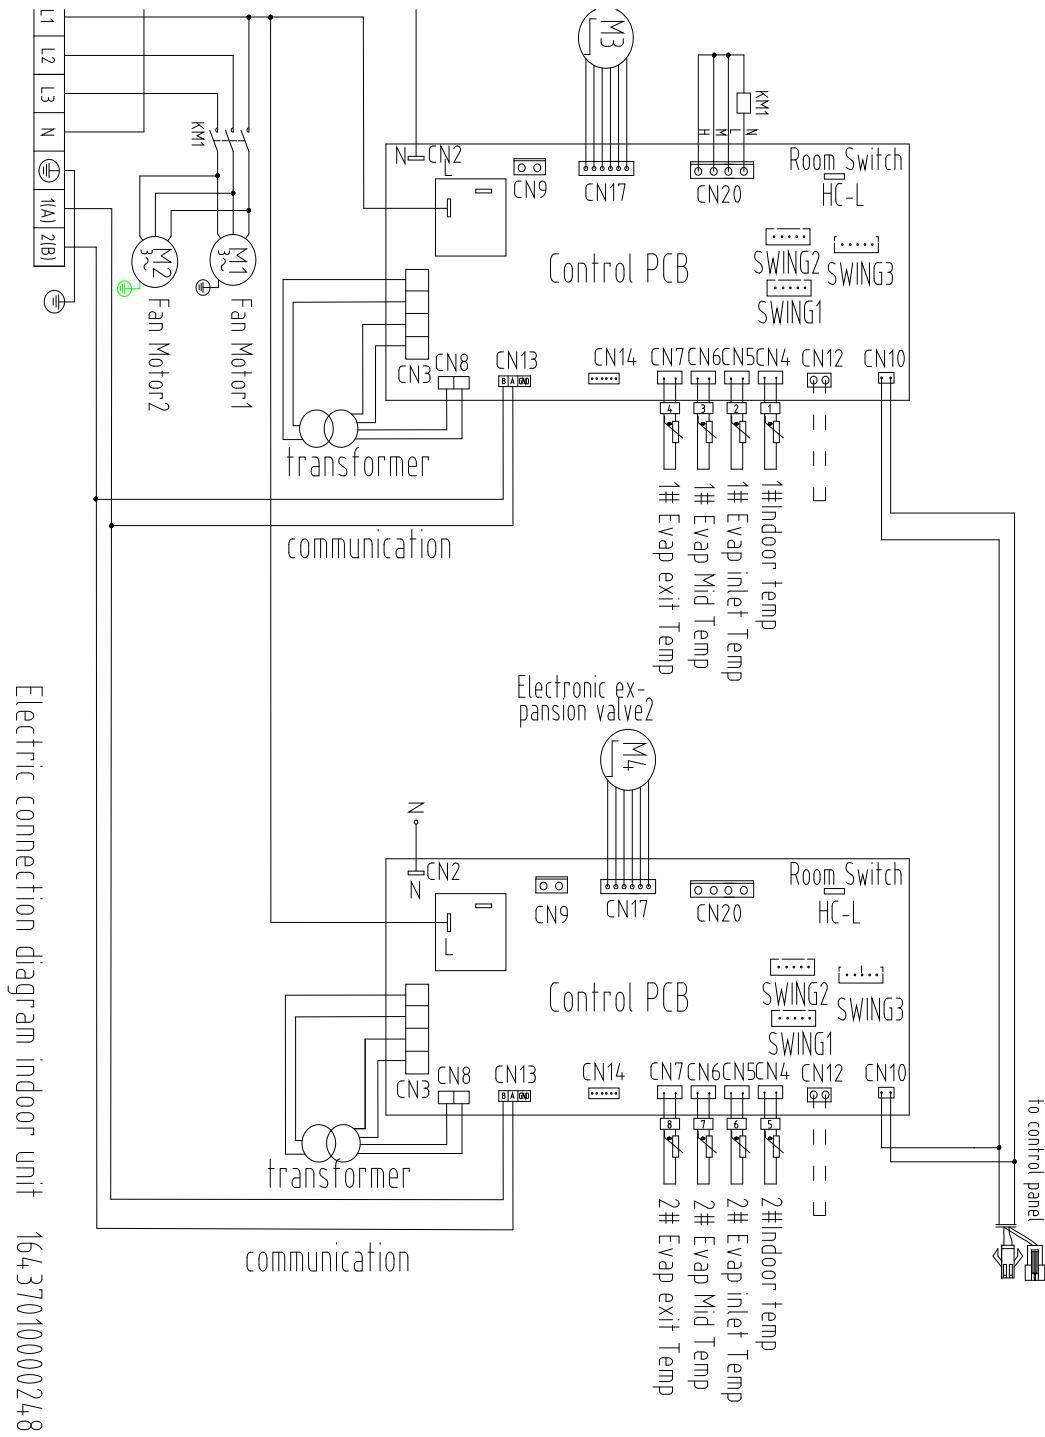 L1
L2
L3
N
1(A)
2(B)
KM1
M2
3~
M1
3~
Fan Motor2
Fan Motor1
M3
KM1
H
M
L
N
N
CN2
L
CN9
CN17
CN20
Room Switch
HC-L
Control PCB
SWING2
SWING3
SWING1
CN3
CN8
CN13
B A GND
CN14
CN7
CN6
CN5
CN4
CN12
CN10
4
3
2
1
transformer
communication
1# Evap exit Temp
1# Evap Mid Temp
1# Evap inlet Temp
1#Indoor temp
Electronic ex-
pansion valve2
M4
N
CN2
N
L
CN9
CN17
CN20
Room Switch
HC-L
Control PCB
SWING2
SWING3
SWING1
CN3
CN8
CN13
B A GND
CN14
CN7
CN6
CN5
CN4
CN12
CN10
8
7
6
5
transformer
communication
2# Evap exit Temp
2# Evap Mid Temp
2# Evap inlet Temp
2#Indoor temp
to control panel
Electric connection diagram indoor unit 16437010000248